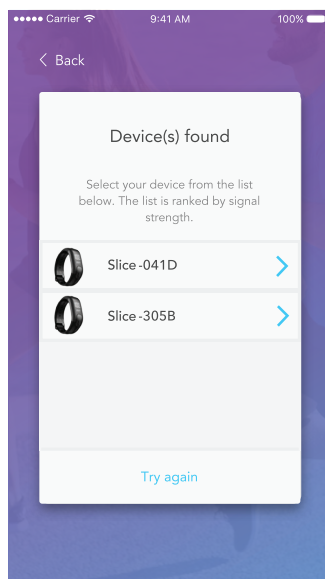 Carrier 9:41 AM 100%
Back
Device(s) found
Select your device from the list
below. The list is ranked by signal
strength.
Slice-041D
Slice-305B
Try again